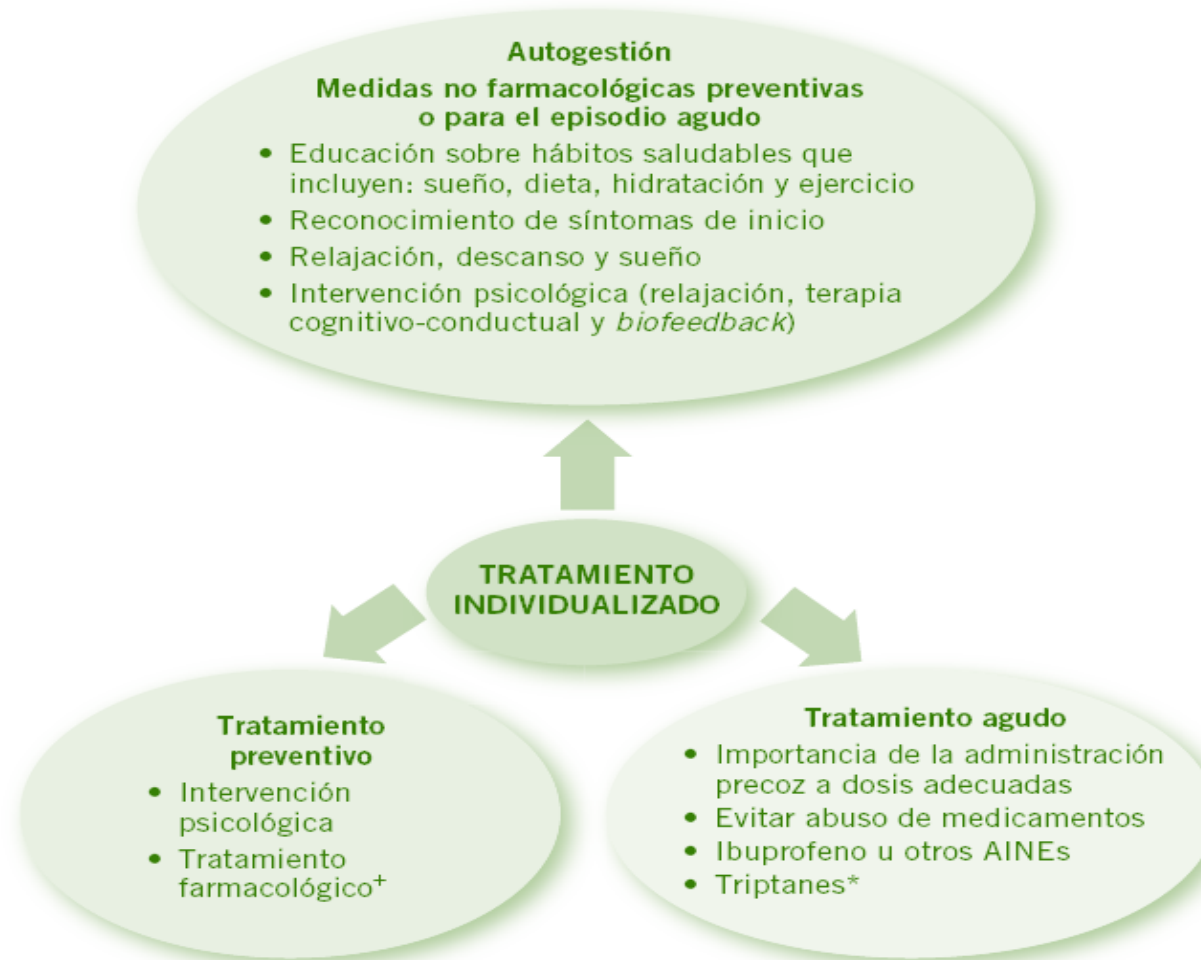 Autogestión
Medidas no farmacológicas preventivas
o para el episodio agudo
• Educación sobre hábitos saludables que
incluyen: sueño, dieta, hidratación y ejercicio
• Reconocimiento de síntomas de inicio
• Relajación, descanso y sueño
• Intervención psicológica (relajación, terapia
cognitivo-conductual y biofeedback)
TRATAMIENTO
INDIVIDUALIZADO
Tratamiento
preventivo
• Intervención
psicológica
• Tratamiento
farmacológico+
Tratamiento agudo
• Importancia de la administración
precoz a dosis adecuadas
• Evitar abuso de medicamentos
• Ibuprofeno u otros AINEs
• Triptanes*